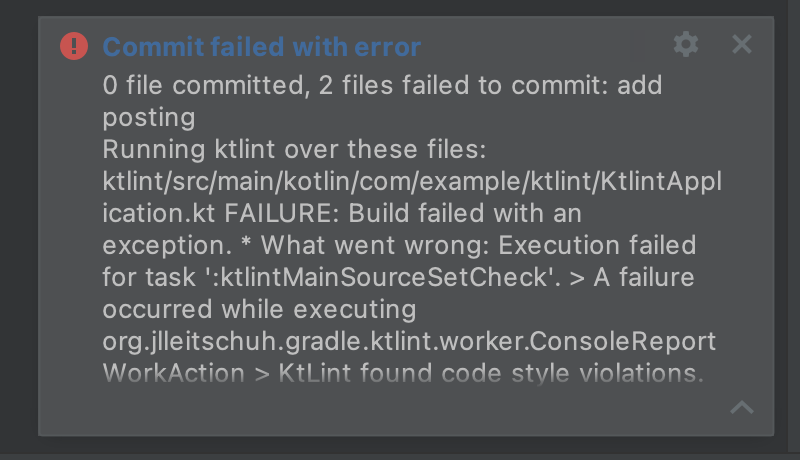 Commit failed with error
0 file committed, 2 files failed to commit: add
posting
Running ktlint over these files:
ktlint/src/main/kotlin/com/example/ktlint/KtlintAppl
ication.kt FAILURE: Build failed with an
exception. * What went wrong: Execution failed
for task ':ktlintMainSourceSetCheck'. > A failure
occurred while executing
org.jlleitschuh.gradle.ktlint.worker.ConsoleReport
WorkAction > KtLint found code style violations.